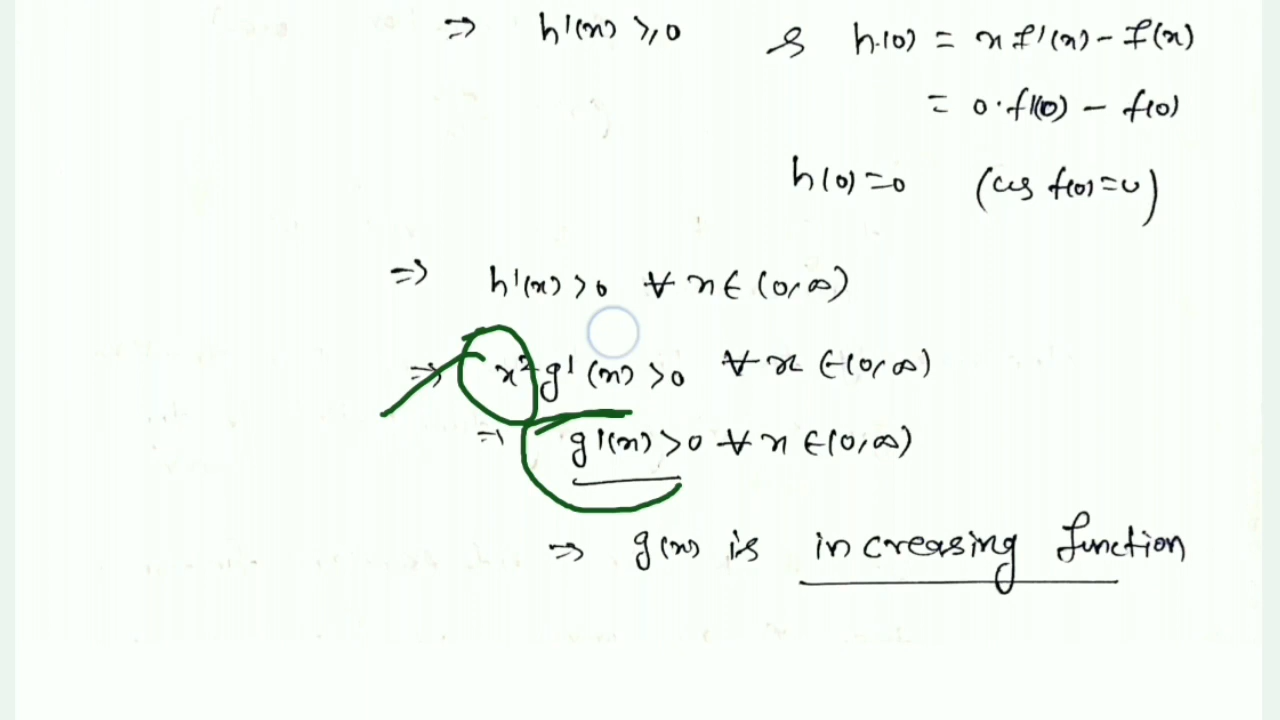 ⇒ h'(x) ≥ 0 & h(0) = x f'(x) - f(x)
= 0·f'(0) - f(0)
h(0) = 0 (as f(0) = 0)
⇒ h'(x) > 0 ∀ x ∈ (0, ∞)
⇒ x² g'(x) > 0 ∀ x ∈ (0, ∞)
⇒ g'(x) > 0 ∀ x ∈ (0, ∞)
⇒ g(x) is increasing function